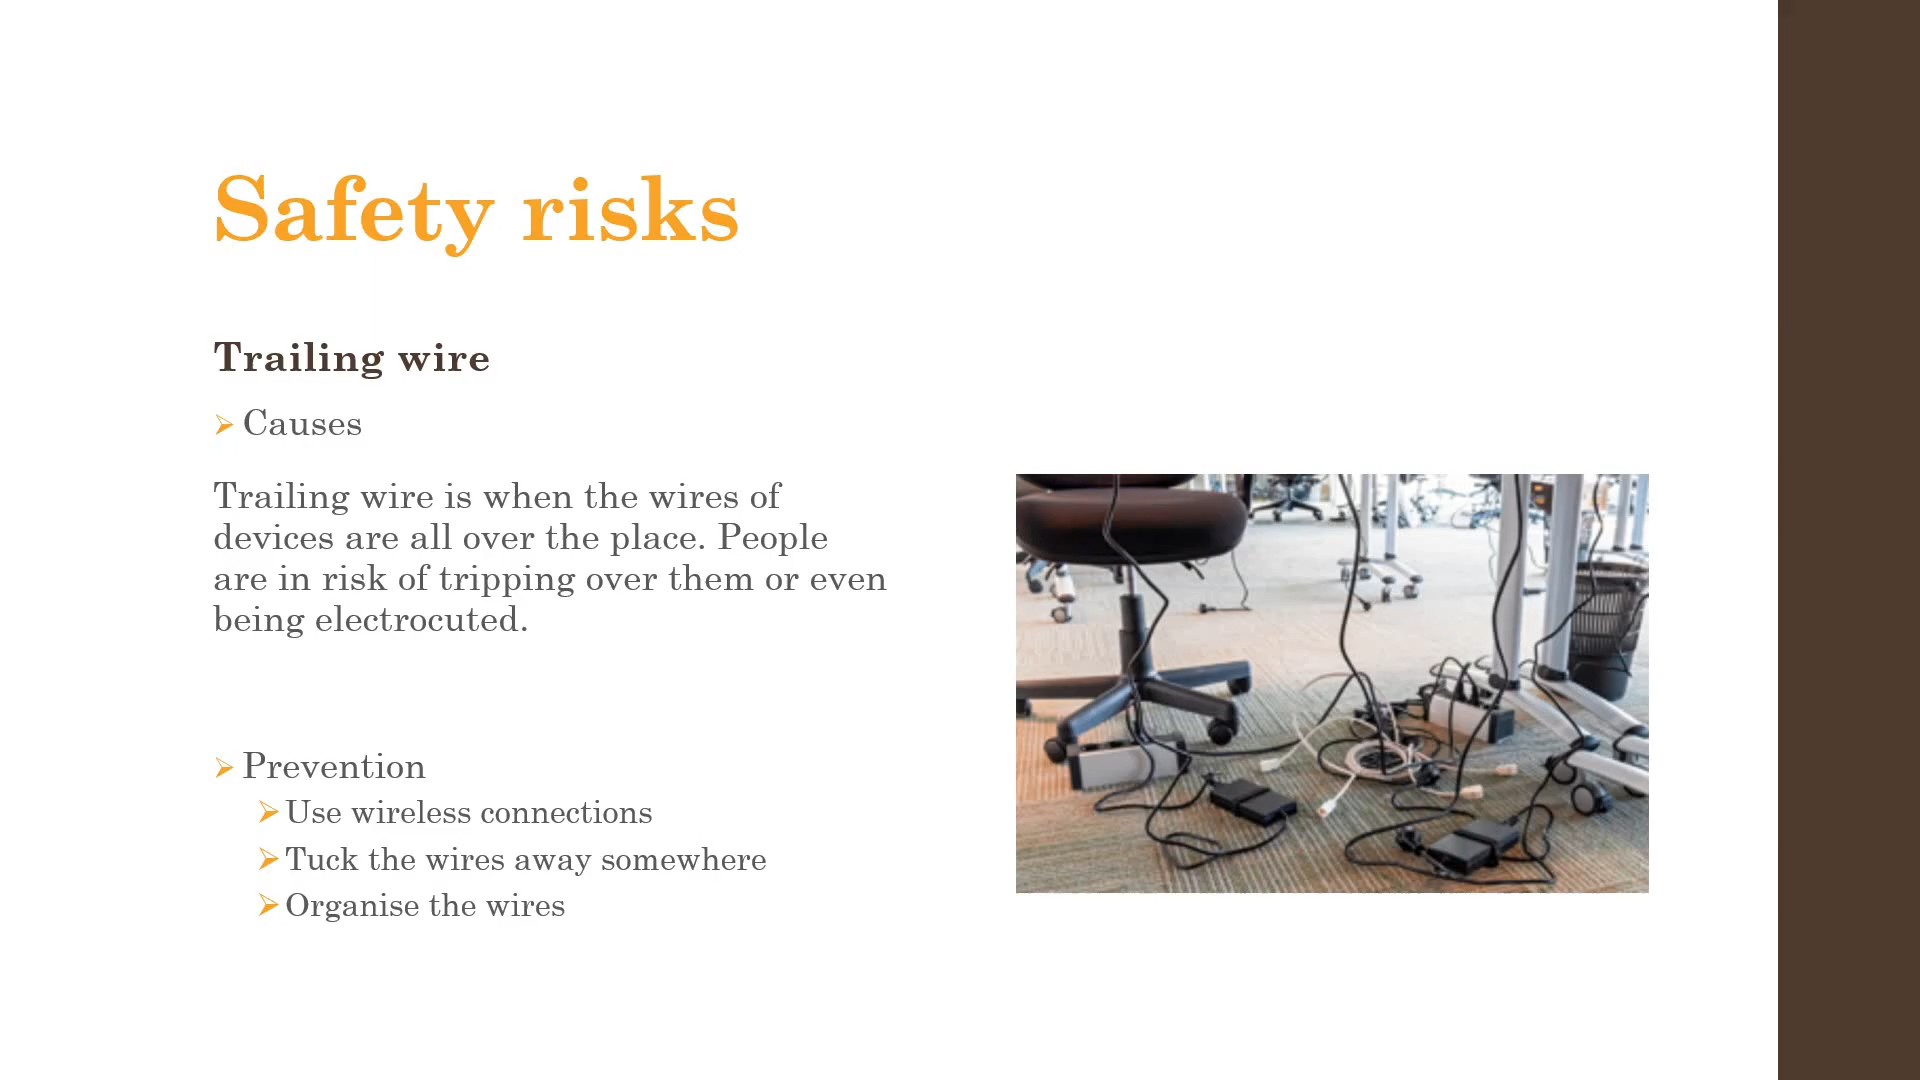 Safety risks
Trailing wire
Causes
Trailing wire is when the wires of
devices are all over the place. People
are in risk of tripping over them or even
being electrocuted.
Prevention
Use wireless connections
Tuck the wires away somewhere
Organise the wires